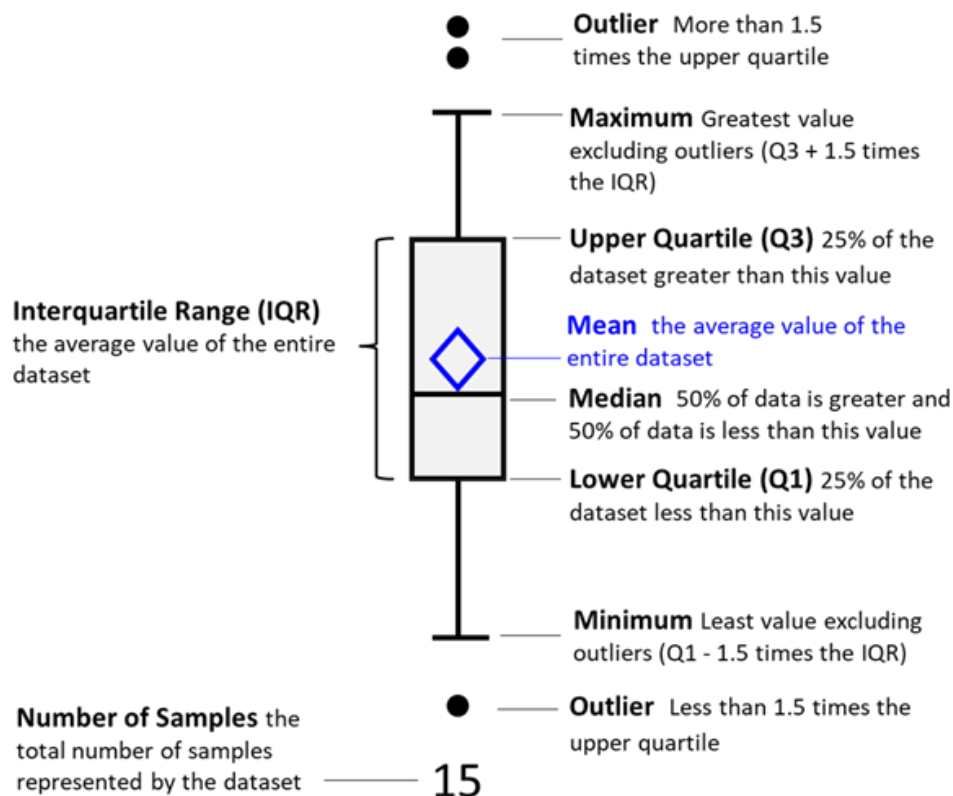 Outlier More than 1.5
times the upper quartile
Maximum Greatest value
excluding outliers (Q3 + 1.5 times
the IQR)
Upper Quartile (Q3) 25% of the
dataset greater than this value
Interquartile Range (IQR)
the average value of the entire
dataset
Mean the average value of the
entire dataset
Median 50% of data is greater and
50% of data is less than this value
Lower Quartile (Q1) 25% of the
dataset less than this value
Minimum Least value excluding
outliers (Q1 - 1.5 times the IQR)
Outlier Less than 1.5 times the
upper quartile
Number of Samples the
total number of samples
represented by the dataset
15